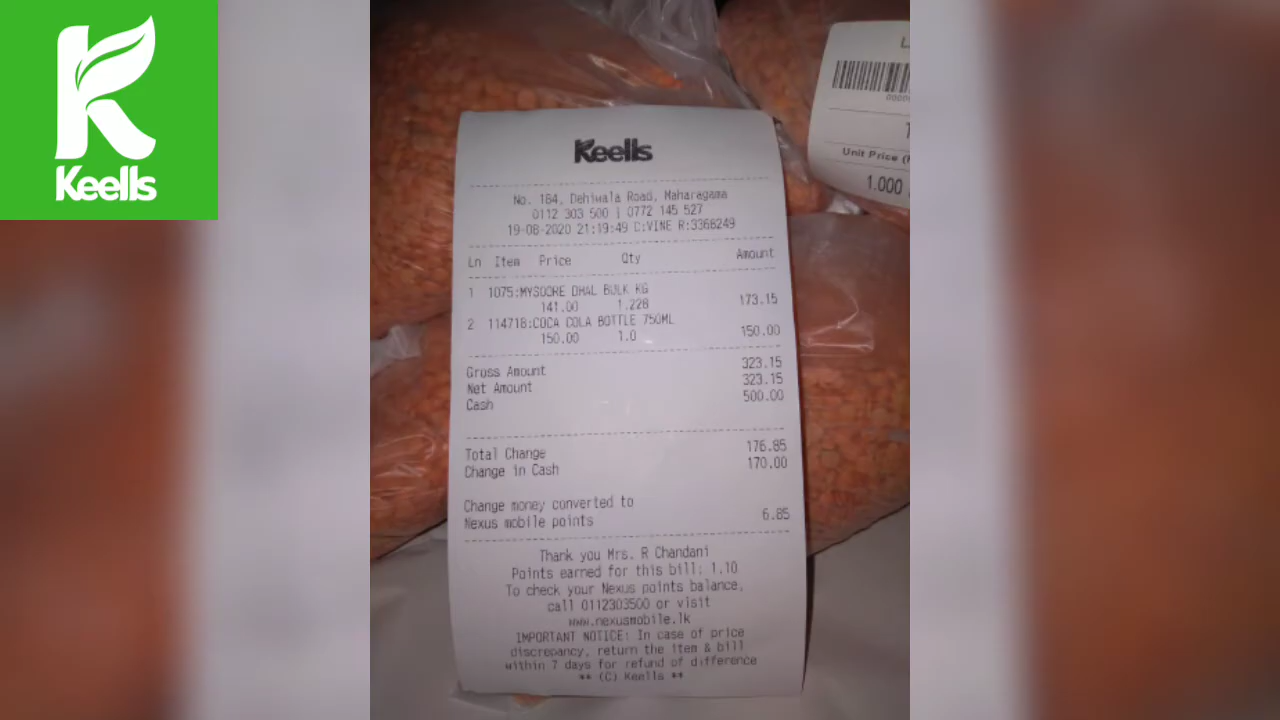 Keells
Keells
No. 184, Dehiwala Road, Maharagama
0112 303 500 | 0772 145 527
19-08-2020 21:19:49 C:VINE R:3366249
Ln Item Price Qty Amount
1 1075:MYSOORE DHAL BULK KG
141.00 1.228 173.15
2 114718:COCA COLA BOTTLE 750ML
150.00 1.0 150.00
Gross Amount 323.15
Net Amount 323.15
Cash 500.00
Total Change 176.85
Change in Cash 170.00
Change money converted to
Nexus mobile points 6.85
Thank you Mrs. R Chandani
Points earned for this bill: 1.10
To check your Nexus points balance,
call 0112303500 or visit
www.nexusmobile.lk
IMPORTANT NOTICE: In case of price
discrepancy, return the item & bill
within 7 days for refund of difference
** (C) Keells **
Unit Price
1.000